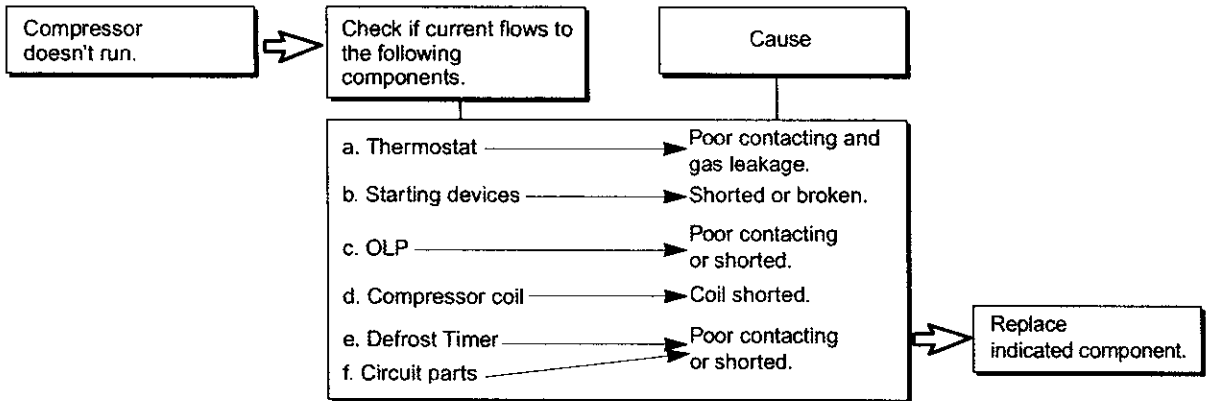 Compressor
doesn't run.
Check if current flows to
the following
components.
Cause
a. Thermostat
Poor contacting and
gas leakage.
b. Starting devices
Shorted or broken.
c. OLP
Poor contacting
or shorted.
d. Compressor coil
Coil shorted.
e. Defrost Timer
f. Circuit parts
Poor contacting
or shorted.
Replace
indicated component.